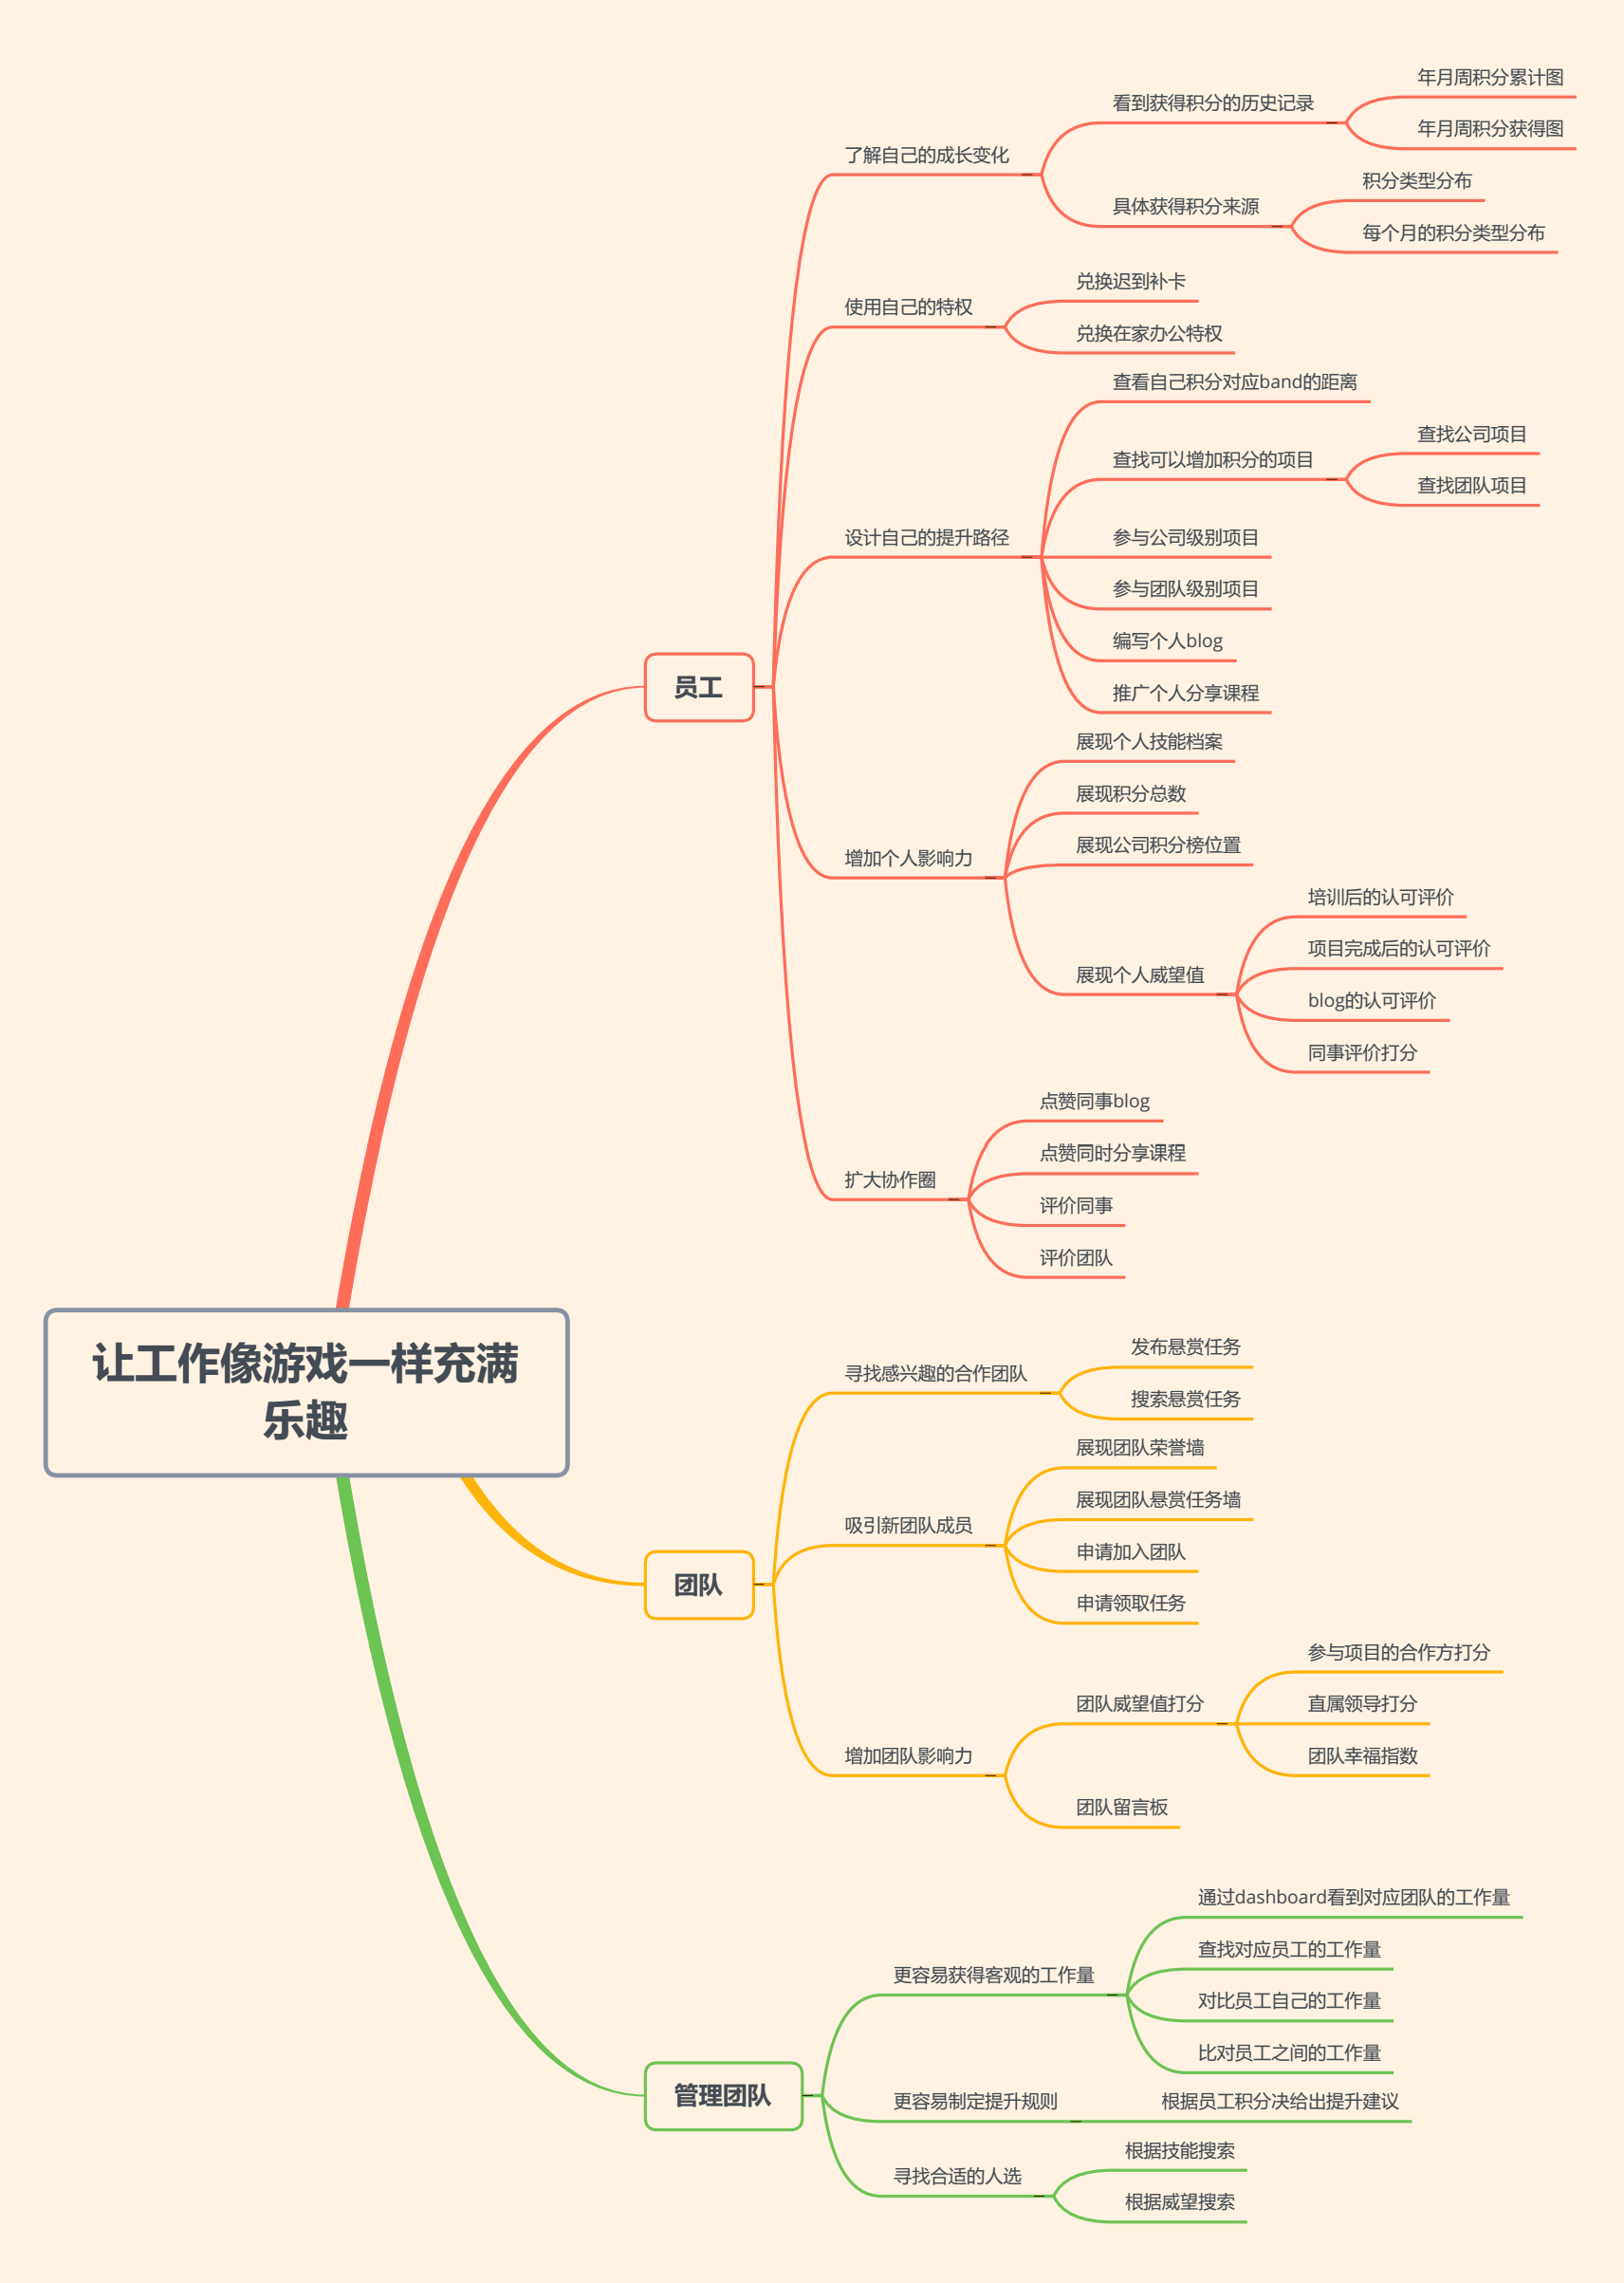 让工作像游戏一样充满
乐趣
员工
了解自己的成长变化
看到获得积分的历史记录
年月周积分累计图
年月周积分获得图
具体获得积分来源
积分类型分布
每个月的积分类型分布
使用自己的特权
兑换迟到补卡
兑换在家办公特权
设计自己的提升路径
查看自己积分对应band的距离
查找可以增加积分的项目
查找公司项目
查找团队项目
参与公司级别项目
参与团队级别项目
编写个人blog
推广个人分享课程
增加个人影响力
展现个人技能档案
展现积分总数
展现公司积分榜位置
展现个人威望值
培训后的认可评价
项目完成后的认可评价
blog的认可评价
同事评价打分
扩大协作圈
点赞同事blog
点赞同时分享课程
评价同事
评价团队
团队
寻找感兴趣的合作团队
发布悬赏任务
搜索悬赏任务
吸引新团队成员
展现团队荣誉墙
展现团队悬赏任务墙
申请加入团队
申请领取任务
增加团队影响力
团队威望值打分
参与项目的合作方打分
直属领导打分
团队幸福指数
团队留言板
管理团队
更容易获得客观的工作量
通过dashboard看到对应团队的工作量
查找对应员工的工作量
对比员工自己的工作量
比对员工之间的工作量
更容易制定提升规则
根据员工积分决给出提升建议
寻找合适的人选
根据技能搜索
根据威望搜索